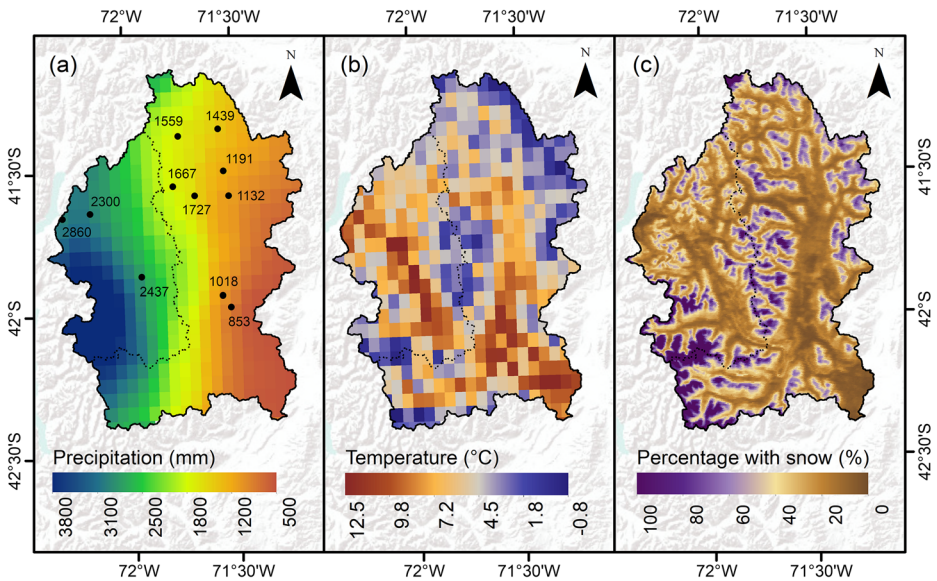 72°W 71°30'W 72°W 71°30'W 72°W 71°30'W
(a) N (b) N (c) N
1559 1439
1191
1667
1727 1132
2300
2860
2437
1018
853
41°30'S
42°S
42°30'S
41°30'S
42°S
42°30'S
Precipitation (mm)
3800 3100 2500 1800 1200 500
Temperature (°C)
12.5 9.8 7.2 4.5 1.8 -0.8
Percentage with snow (%)
100 80 60 40 20 0
72°W 71°30'W 72°W 71°30'W 72°W 71°30'W